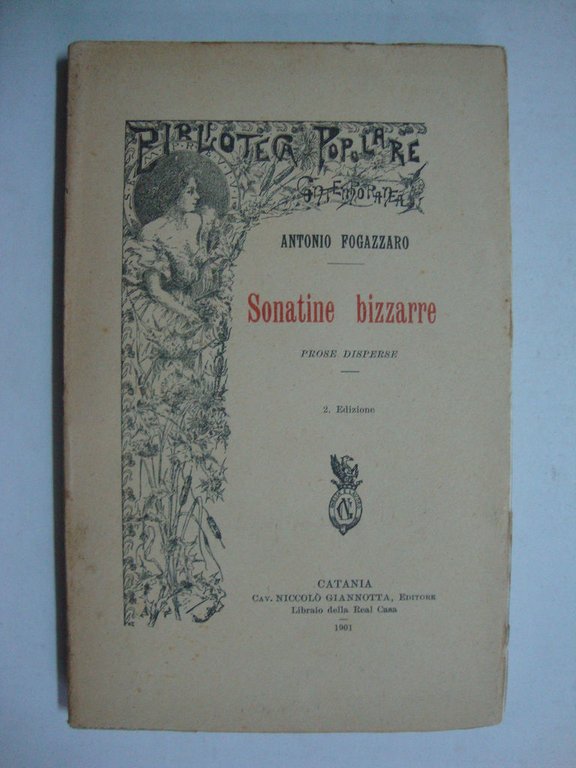 BIBLIOTECA POPOLARE
CONTEMPORANEA
ANTONIO FOGAZZARO
Sonatine bizzarre
PROSE DISPERSE
2. Edizione
CATANIA
CAV. NICCOLÒ GIANNOTTA, EDITORE
Libraio della Real Casa
1901